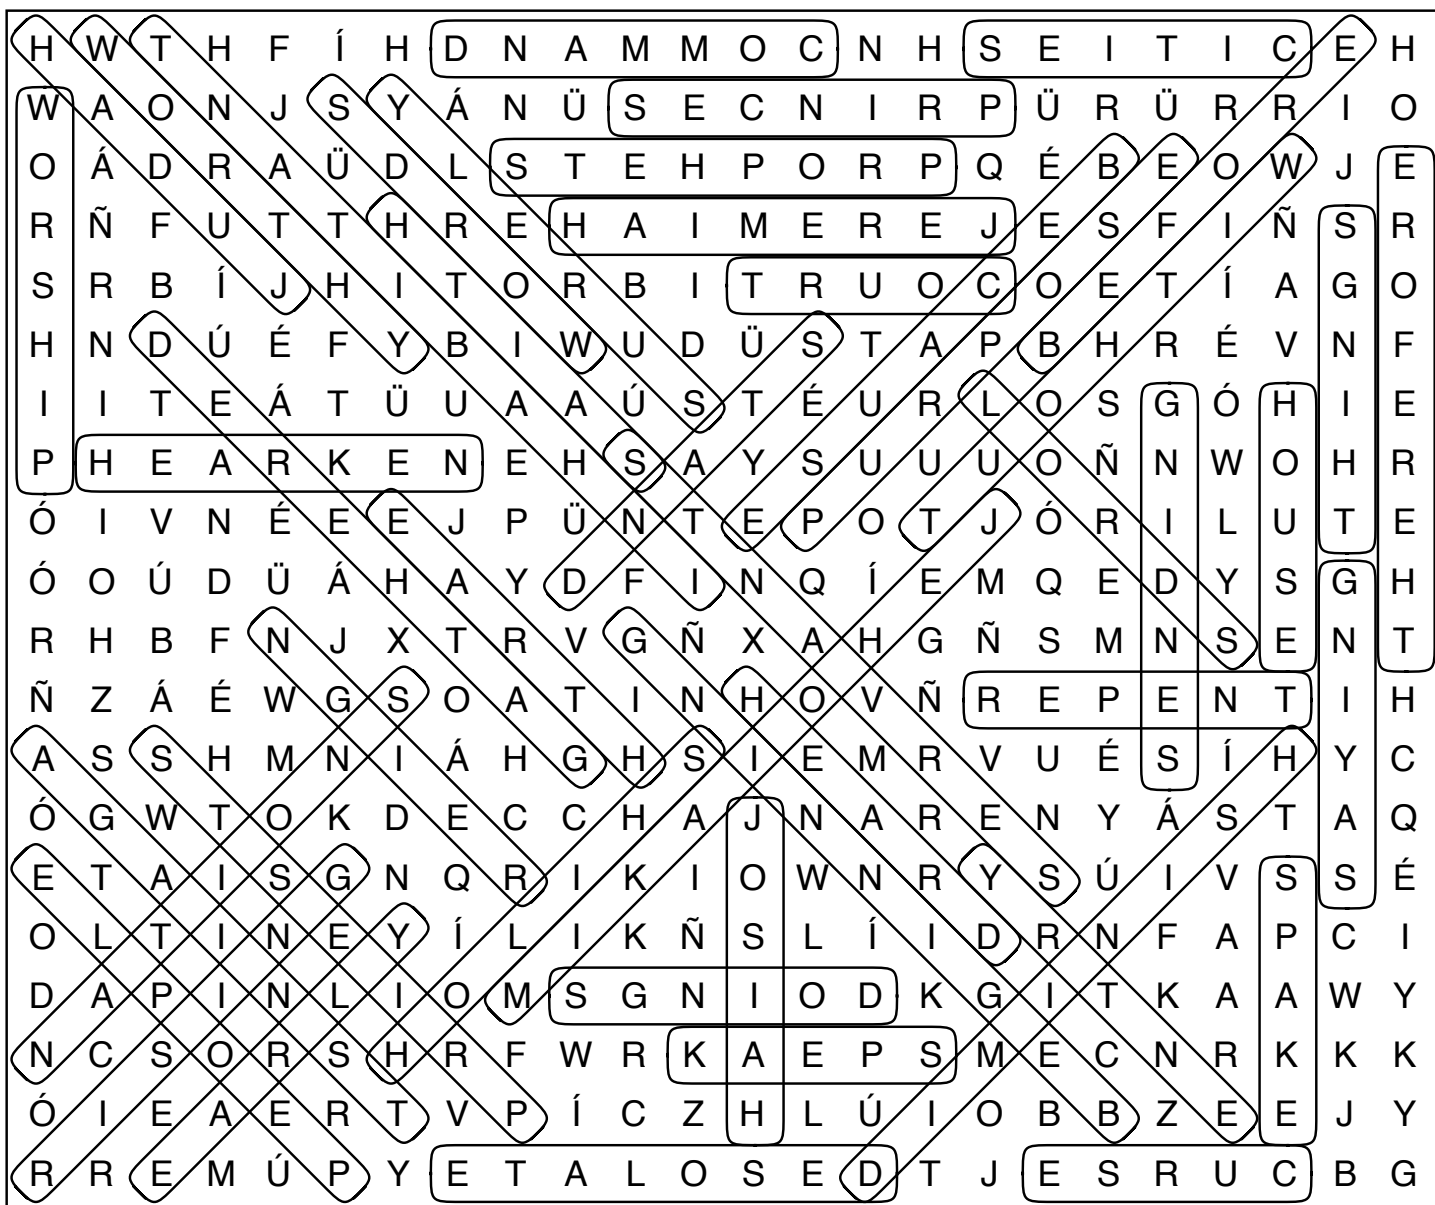 H W T H F Í H D N A M M O C N H S E I T I C E H
W A O N J S Y Á N Ü S E C N I R P Ü R Ü R R I O
O Á D R A Ü D L S T E H P O R P Q É B E O W J E
R Ñ F U T T H R E H A I M E R E J E S F I Ñ S R
S R B Í J H I T O R B I T R U O C O E T Í A G O
H N D Ú É F Y B I W U D Ü S T A P B H R É V N F
I I T E Á T Ü U A A Ú S T É U R L O S G Ó H I E
P H E A R K E N E H S A Y S U U U O Ñ N W O H R
Ó I V N É E E J P Ü N T E P O T J Ó R I L U T E
Ó O Ú D Ü Á H A Y D F I N Q Í E M Q E D Y S G H
R H B F N J X T R V G Ñ X A H G Ñ S M N S E N T
Ñ Z Á É W G S O A T I N H O V Ñ R E P E N T I H
A S S H M N I Á H G H S I E M R V U É S Í H Y C
Ó G W T O K D E C C H A J N A R E N Y Á S T A Q
E T A I S G N Q R I K I O W N R Y S Ú I V S S É
O L T I N E Y Í L I K Ñ S L Í I D R N F A P C I
D A P I N L I O M S G N I O D K G I T K A A W Y
N C S O R S H R F W R K A E P S M E C N R K K K
Ó I E A E R T V P Í C Z H L Ú I O B B Z E E J Y
R R E M Ú P Y E T A L O S E D T J E S R U C B G